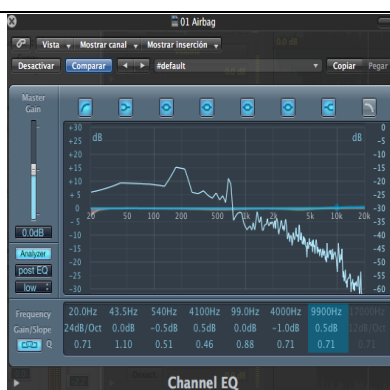 01 Airbag
Vista Mostrar canal Mostrar inserción
Desactivar Comparar #default Copiar Pegar
Master Gain
0.0dB
Analyzer
post EQ
low
+30 dB dB 0
+25 -5
+20 -10
+15 -15
+10 -20
+5 -25
0 -30
-5 -35
-10 -40
-15 -45
-20 -50
-25 -55
-30 -60
20 50 100 200 500 1k 2k 5k 10k 20k
Frequency 20.0Hz 43.5Hz 540Hz 4100Hz 99.0Hz 4000Hz 9900Hz 17000Hz
Gain/Slope 24dB/Oct 0.0dB -0.5dB 0.5dB 0.0dB -1.0dB 0.5dB 12dB/Oct
Q 0.71 1.10 0.51 0.46 0.88 0.71 0.71 0.71
Channel EQ